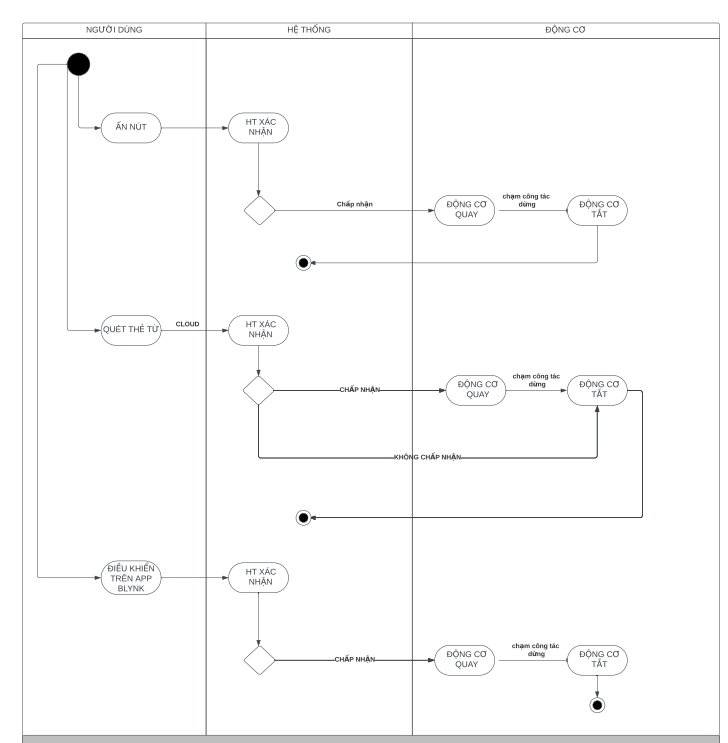 NGƯỜI DÙNG
HỆ THỐNG
ĐỘNG CƠ
ẤN NÚT
HT XÁC
NHẬN
Chấp nhận
ĐỘNG CƠ
QUAY
chạm công tác
dừng
ĐỘNG CƠ
TẮT
QUÉT THẺ TỪ
CLOUD
HT XÁC
NHẬN
CHẤP NHẬN
ĐỘNG CƠ
QUAY
chạm công tác
dừng
ĐỘNG CƠ
TẮT
KHÔNG CHẤP NHẬN
ĐIỀU KHIỂN
TRÊN APP
BLYNK
HT XÁC
NHẬN
CHẤP NHẬN
ĐỘNG CƠ
QUAY
chạm công tác
dừng
ĐỘNG CƠ
TẮT